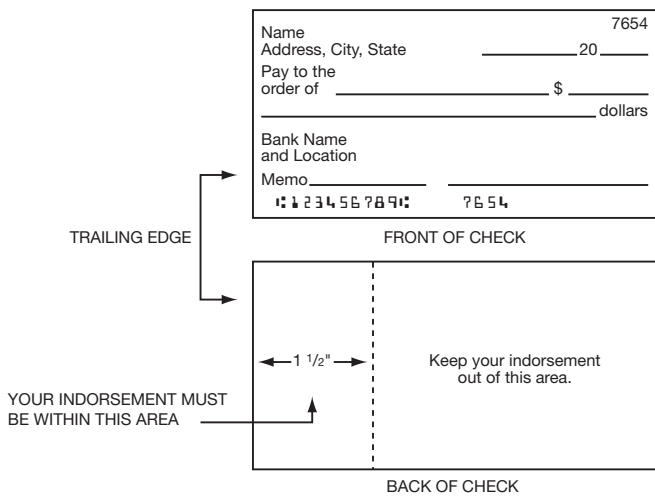 7654
Name
Address, City, State 20
Pay to the
order of $
dollars
Bank Name
and Location
Memo
⑆123456789⑆ 7654
TRAILING EDGE
FRONT OF CHECK
1 1/2"
Keep your indorsement
out of this area.
YOUR INDORSEMENT MUST
BE WITHIN THIS AREA
BACK OF CHECK